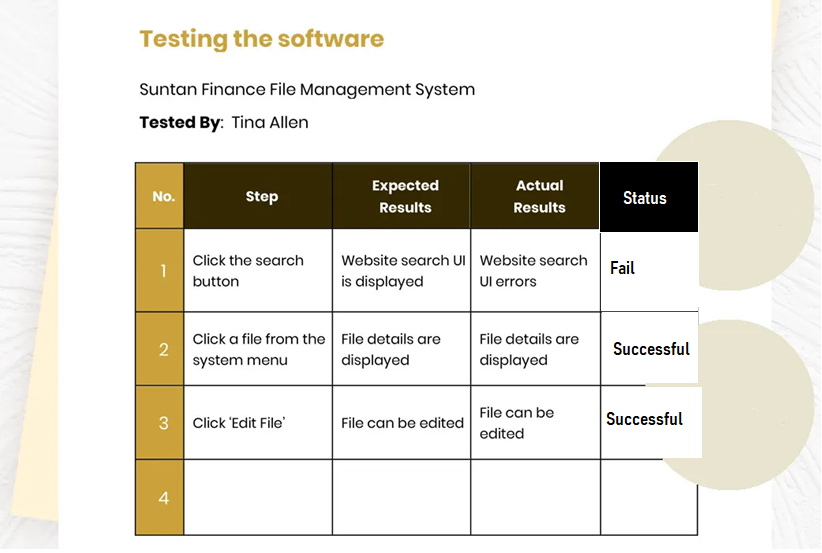 Testing the software
Suntan Finance File Management System
Tested By: Tina Allen
No.
Step
Expected
Results
Actual
Results
Status
1
Click the search
button
Website search UI
is displayed
Website search
UI errors
Fail
2
Click a file from the
system menu
File details are
displayed
File details are
displayed
Successful
3
Click ‘Edit File’
File can be edited
File can be
edited
Successful
4